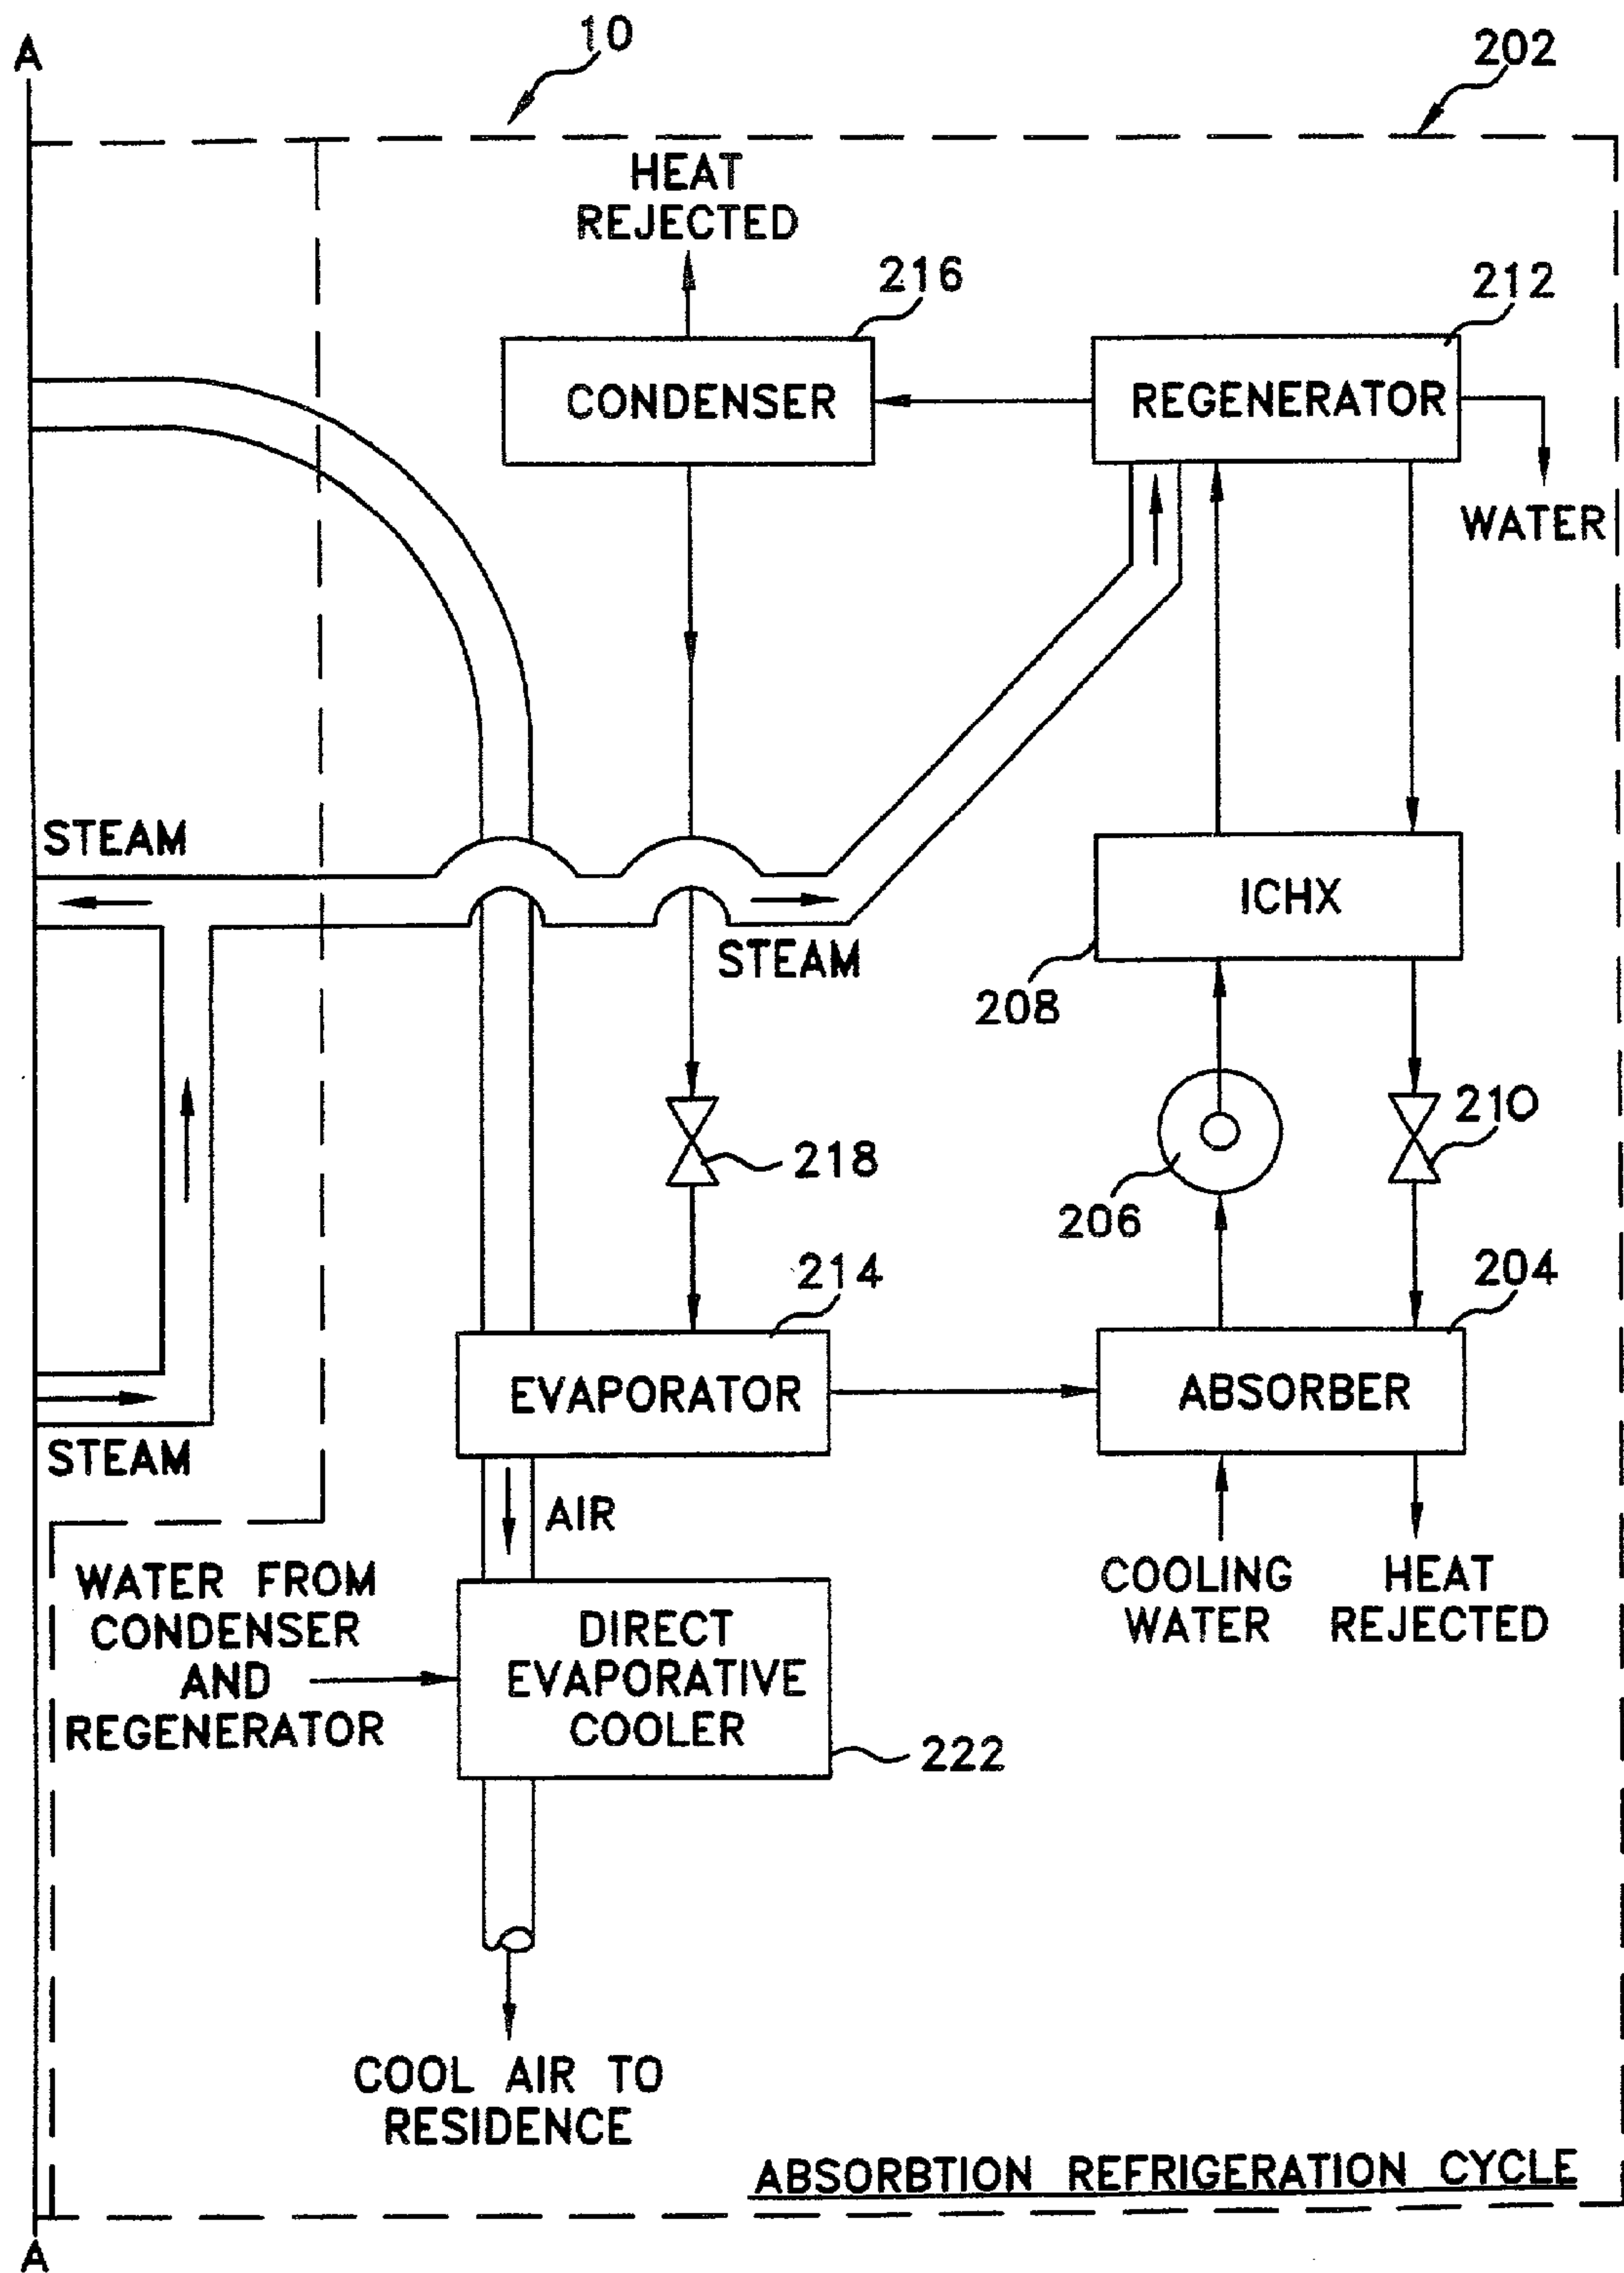 A
10
202
HEAT
REJECTED
216
212
CONDENSER
REGENERATOR
WATER
STEAM
ICHX
STEAM
208
210
218
206
214
204
EVAPORATOR
ABSORBER
STEAM
AIR
WATER FROM
CONDENSER
AND
REGENERATOR
DIRECT
EVAPORATIVE
COOLER
COOLING
WATER
HEAT
REJECTED
222
COOL AIR TO
RESIDENCE
ABSORBTION REFRIGERATION CYCLE
A